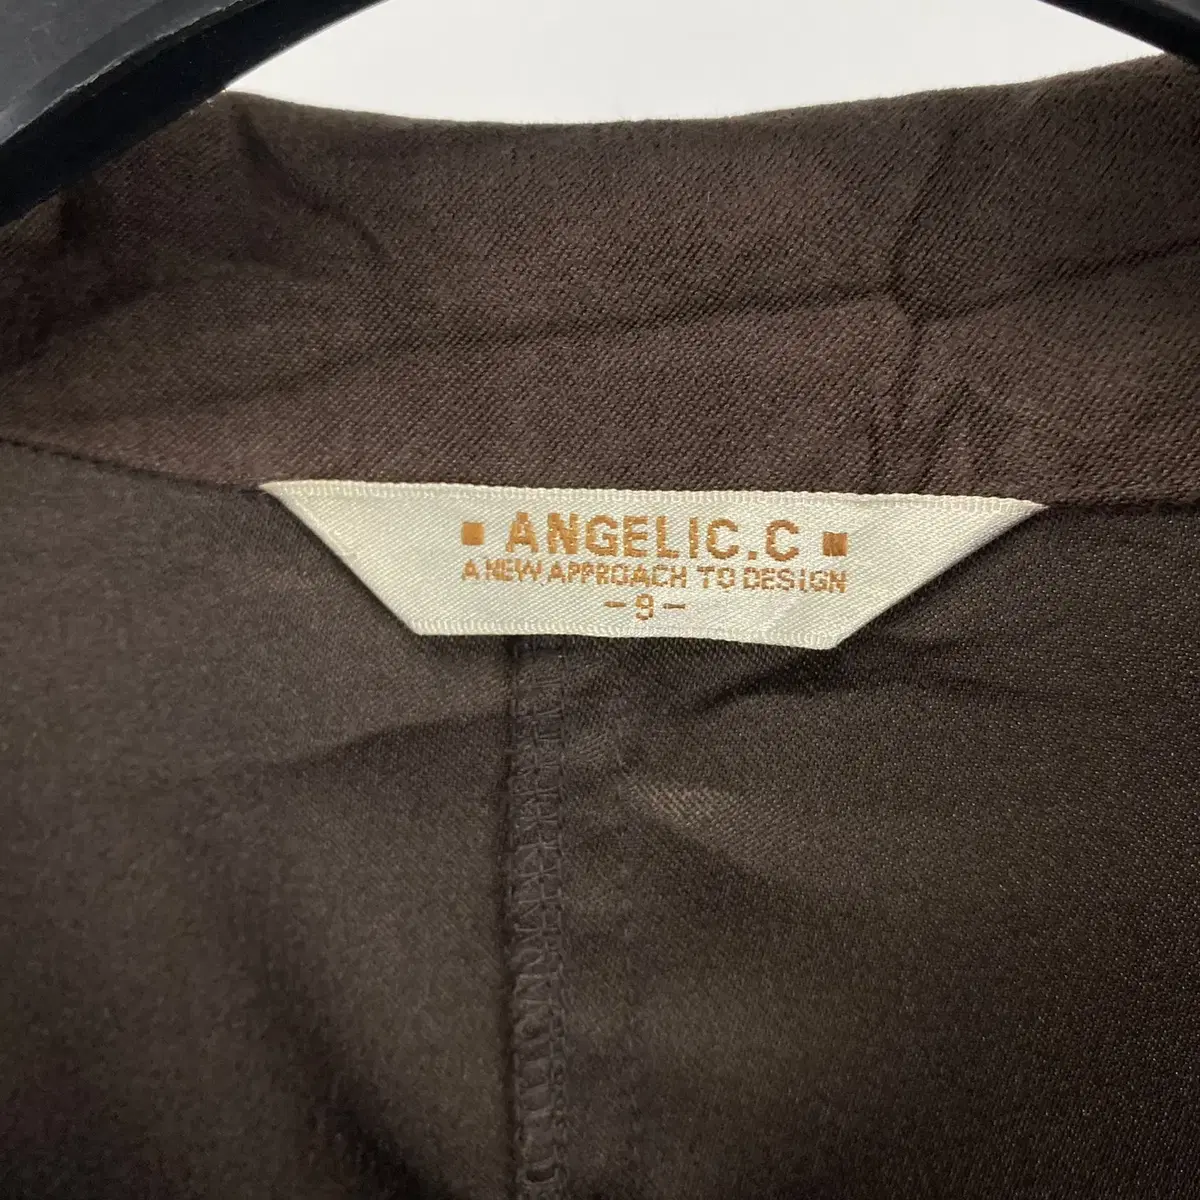 ▪ ANGELIC.C ▪
A NEW APPROACH TO DESIGN
-9-